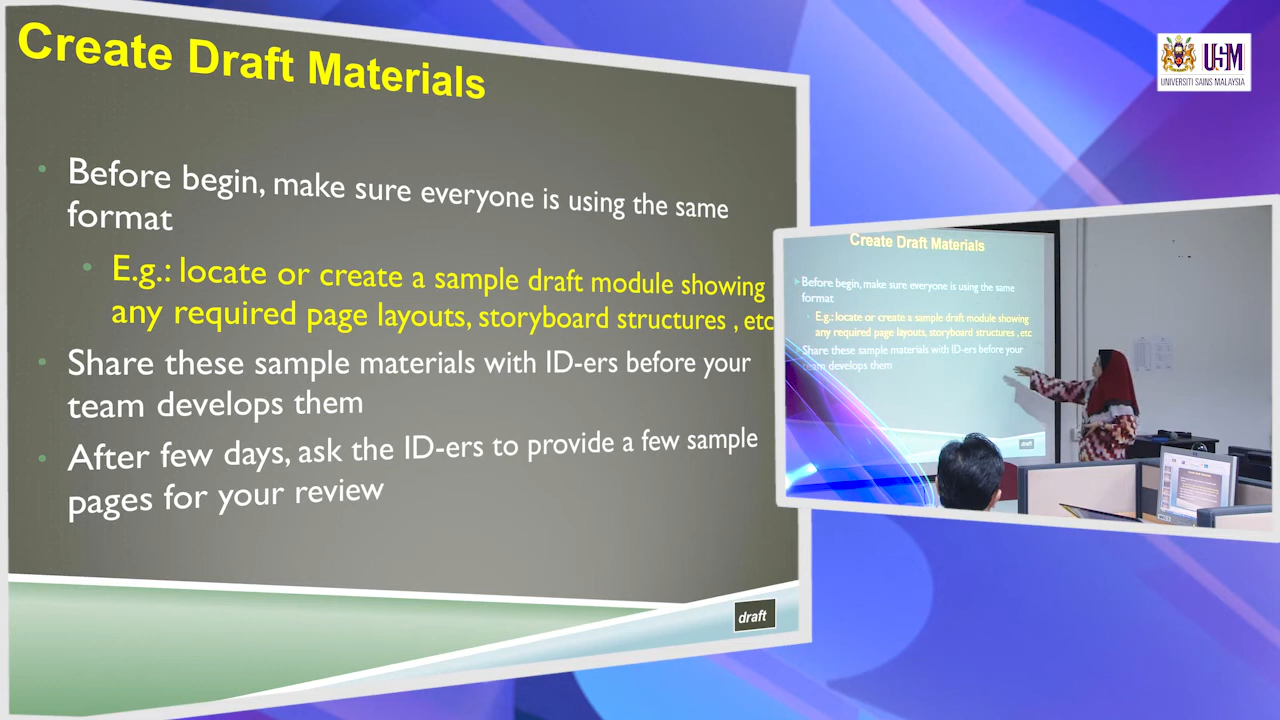 Create Draft Materials
Before begin, make sure everyone is using the same
format
E.g.: locate or create a sample draft module showing
any required page layouts, storyboard structures , etc
Share these sample materials with ID-ers before your
team develops them
After few days, ask the ID-ers to provide a few sample
pages for your review
draft
USM
UNIVERSITI SAINS MALAYSIA
Create Draft Materials
Before begin, make sure everyone is using the same
format
E.g.: locate or create a sample draft module showing
any required page layouts, storyboard structures , etc
Share these sample materials with ID-ers before your
team develops them
draft